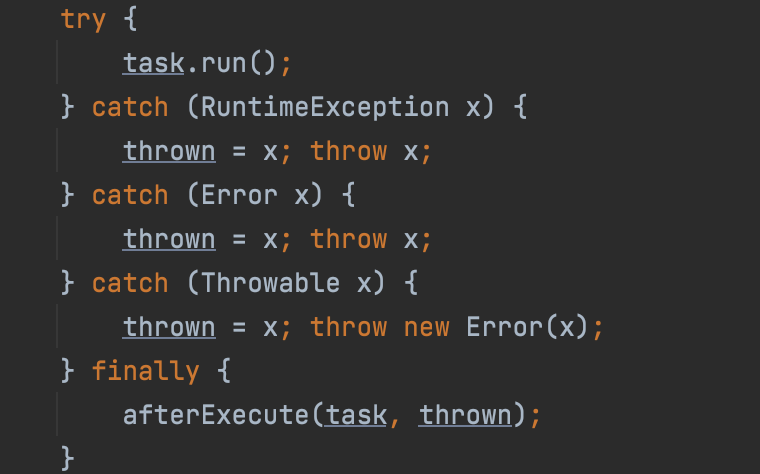 try {
task.run();
} catch (RuntimeException x) {
thrown = x; throw x;
} catch (Error x) {
thrown = x; throw x;
} catch (Throwable x) {
thrown = x; throw new Error(x);
} finally {
afterExecute(task, thrown);
}